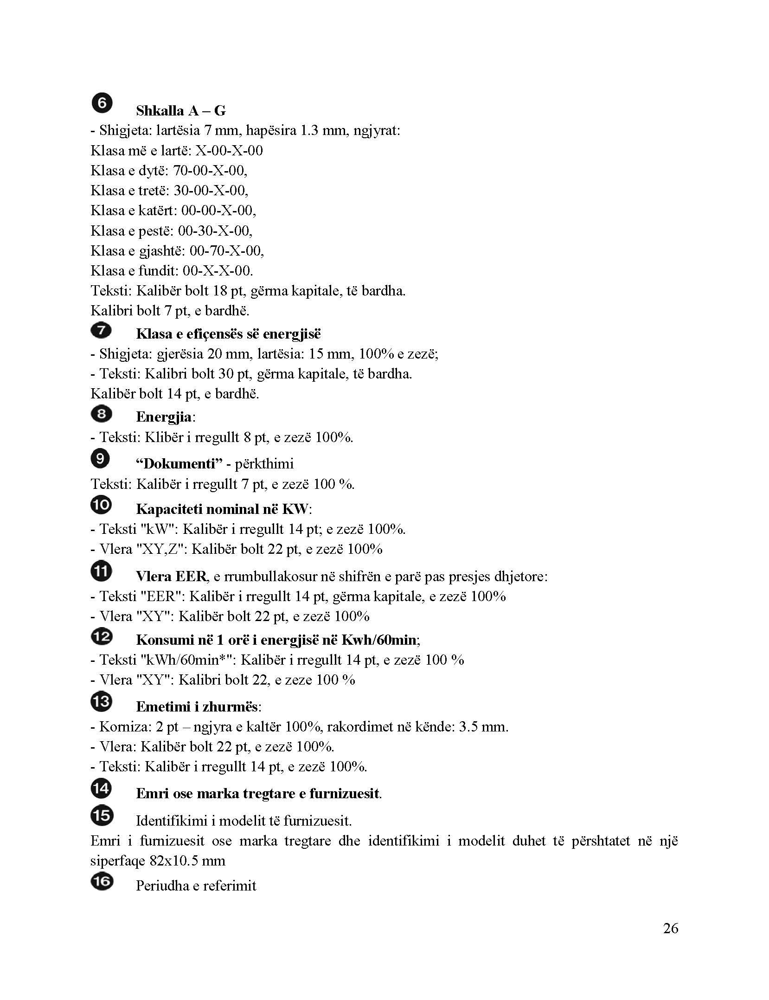 6 Shkalla A – G
- Shigjeta: lartësia 7 mm, hapësira 1.3 mm, ngjyrat:
Klasa më e lartë: X-00-X-00
Klasa e dytë: 70-00-X-00,
Klasa e tretë: 30-00-X-00,
Klasa e katërt: 00-00-X-00,
Klasa e pestë: 00-30-X-00,
Klasa e gjashtë: 00-70-X-00,
Klasa e fundit: 00-X-X-00.
Teksti: Kalibër bolt 18 pt, gërma kapitale, të bardha.
Kalibri bolt 7 pt, e bardhë.
7 Klasa e efiçensës së energjisë
- Shigjeta: gjerësia 20 mm, lartësia: 15 mm, 100% e zezë;
- Teksti: Kalibri bolt 30 pt, gërma kapitale, të bardha.
Kalibër bolt 14 pt, e bardhë.
8 Energjia:
- Teksti: Klibër i rregullt 8 pt, e zezë 100%.
9 “Dokumenti” - përkthimi
Teksti: Kalibër i rregullt 7 pt, e zezë 100 %.
10 Kapaciteti nominal në KW:
- Teksti "kW": Kalibër i rregullt 14 pt; e zezë 100%.
- Vlera "XY,Z": Kalibër bolt 22 pt, e zezë 100%
11 Vlera EER, e rrumbullakosur në shifrën e parë pas presjes dhjetore:
- Teksti "EER": Kalibër i rregullt 14 pt, gërma kapitale, e zezë 100%
- Vlera "XY": Kalibër bolt 22 pt, e zezë 100%
12 Konsumi në 1 orë i energjisë në Kwh/60min;
- Teksti "kWh/60min*": Kalibër i rregullt 14 pt, e zezë 100 %
- Vlera "XY": Kalibri bolt 22, e zeze 100 %
13 Emetimi i zhurmës:
- Korniza: 2 pt – ngjyra e kaltër 100%, rakordimet në kënde: 3.5 mm.
- Vlera: Kalibër bolt 22 pt, e zezë 100%.
- Teksti: Kalibër i rregullt 14 pt, e zezë 100%.
14 Emri ose marka tregtare e furnizuesit.
15 Identifikimi i modelit të furnizuesit.
Emri i furnizuesit ose marka tregtare dhe identifikimi i modelit duhet të përshtatet në një
siperfaqe 82x10.5 mm
16 Periudha e referimit
26